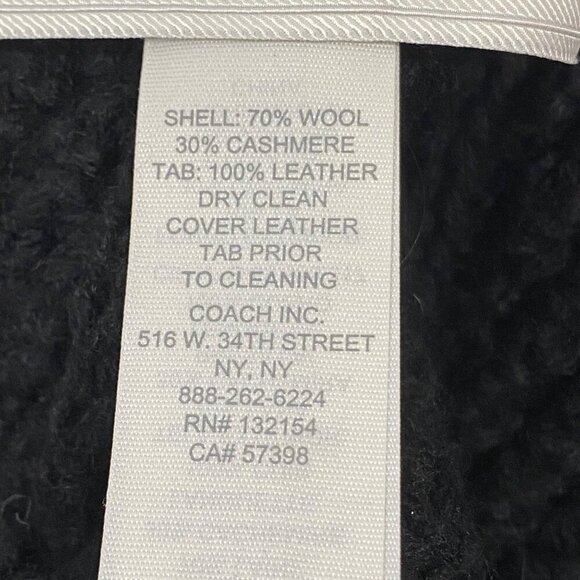 SHELL: 70% WOOL
30% CASHMERE
TAB: 100% LEATHER
DRY CLEAN
COVER LEATHER
TAB PRIOR
TO CLEANING
COACH INC.
516 W. 34TH STREET
NY, NY
888-262-6224
RN# 132154
CA# 57398